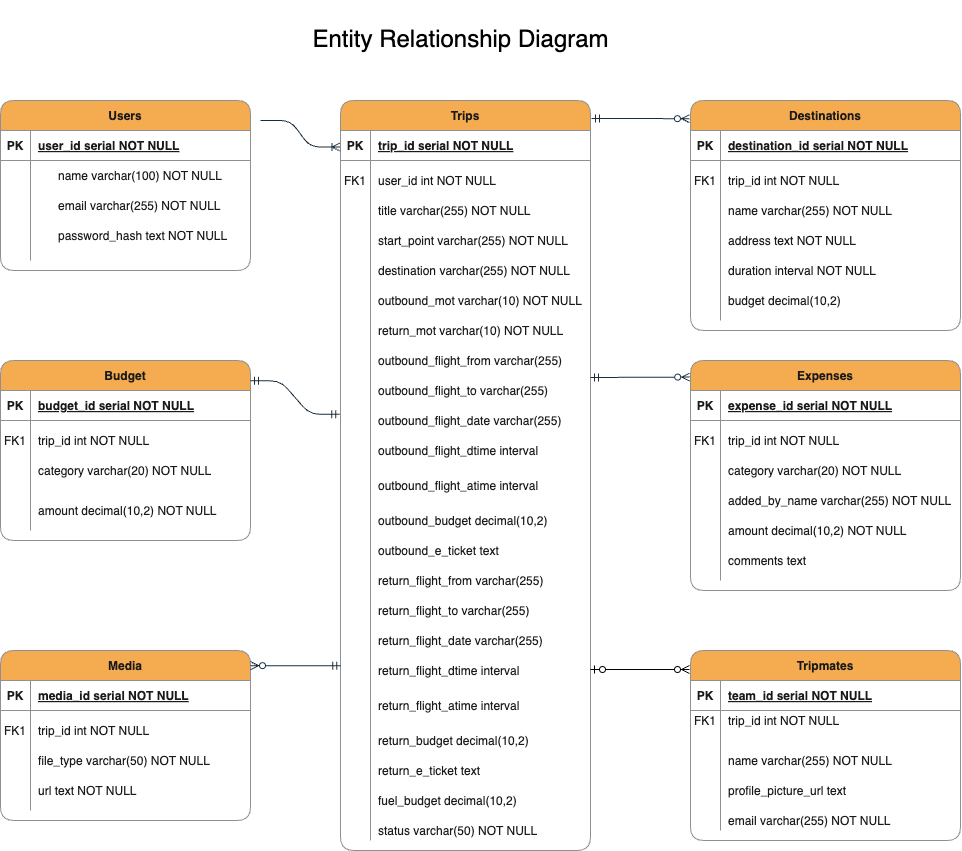 Entity Relationship Diagram
Users
PK user_id serial NOT NULL
name varchar(100) NOT NULL
email varchar(255) NOT NULL
password_hash text NOT NULL
Trips
PK trip_id serial NOT NULL
FK1 user_id int NOT NULL
title varchar(255) NOT NULL
start_point varchar(255) NOT NULL
destination varchar(255) NOT NULL
outbound_mot varchar(10) NOT NULL
return_mot varchar(10) NOT NULL
outbound_flight_from varchar(255)
outbound_flight_to varchar(255)
outbound_flight_date varchar(255)
outbound_flight_dtime interval
outbound_flight_atime interval
outbound_budget decimal(10,2)
outbound_e_ticket text
return_flight_from varchar(255)
return_flight_to varchar(255)
return_flight_date varchar(255)
return_flight_dtime interval
return_flight_atime interval
return_budget decimal(10,2)
return_e_ticket text
fuel_budget decimal(10,2)
status varchar(50) NOT NULL
Destinations
PK destination_id serial NOT NULL
FK1 trip_id int NOT NULL
name varchar(255) NOT NULL
address text NOT NULL
duration interval NOT NULL
budget decimal(10,2)
Budget
PK budget_id serial NOT NULL
FK1 trip_id int NOT NULL
category varchar(20) NOT NULL
amount decimal(10,2) NOT NULL
Expenses
PK expense_id serial NOT NULL
FK1 trip_id int NOT NULL
category varchar(20) NOT NULL
added_by_name varchar(255) NOT NULL
amount decimal(10,2) NOT NULL
comments text
Media
PK media_id serial NOT NULL
FK1 trip_id int NOT NULL
file_type varchar(50) NOT NULL
url text NOT NULL
Tripmates
PK team_id serial NOT NULL
FK1 trip_id int NOT NULL
name varchar(255) NOT NULL
profile_picture_url text
email varchar(255) NOT NULL